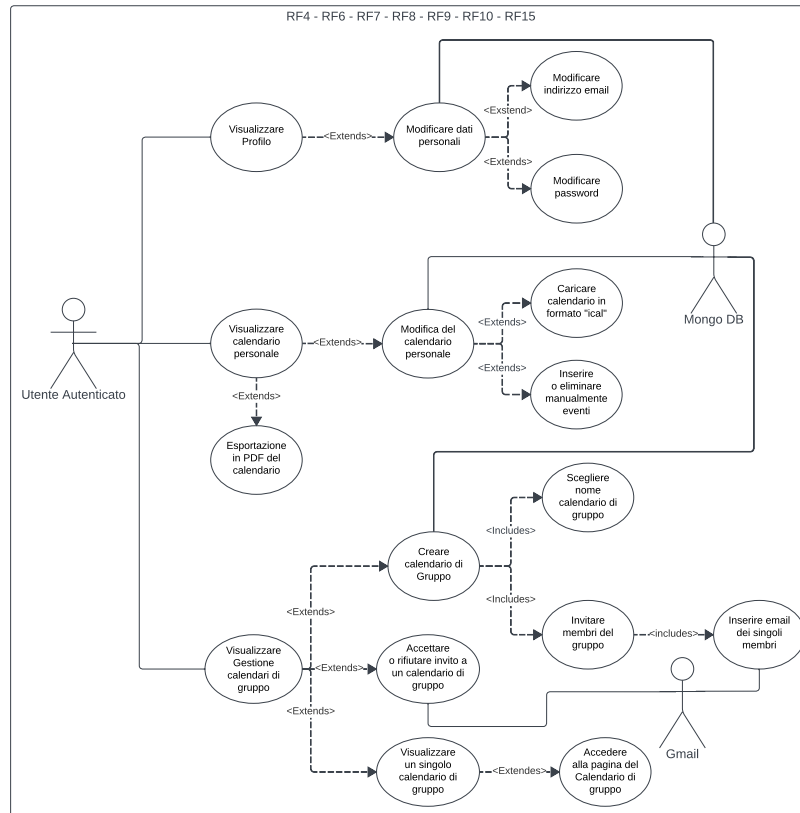 RF4 - RF6 - RF7 - RF8 - RF9 - RF10 - RF15
Modificare
indirizzo email
<Exstend>
Visualizzare
Profilo
<Extends>
Modificare dati
personali
<Extends>
Modificare
password
Mongo DB
Caricare
calendario in
formato "ical"
<Extends>
Visualizzare
calendario
personale
<Extends>
Modifica del
calendario
personale
<Extends>
Inserire
o eliminare
manualmente
eventi
Utente Autenticato
<Extends>
Esportazione
in PDF del
calendario
Scegliere
nome
calendario di
gruppo
<Includes>
Creare
calendario di
Gruppo
<Includes>
<Extends>
Invitare
membri del
gruppo
<includes>
Inserire email
dei singoli
membri
Visualizzare
Gestione
calendari di
gruppo
<Extends>
Accettare
o rifiutare invito a
un calendario di
gruppo
<Extends>
Gmail
Visualizzare
un singolo
calendario di
gruppo
<Extendes>
Accedere
alla pagina del
Calendario di
gruppo